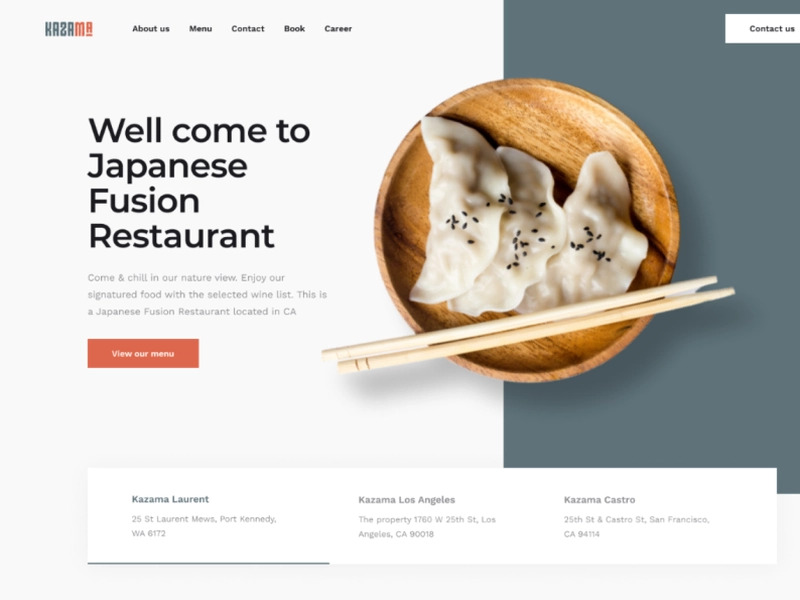 KAZAMA
About us Menu Contact Book Career
Contact us
Well come to
Japanese
Fusion
Restaurant
Come & chill in our nature view. Enjoy our
signatured food with the selected wine list. This is
a Japanese Fusion Restaurant located in CA
View our menu
Kazama Laurent
25 St Laurent Mews, Port Kennedy,
WA 6172
Kazama Los Angeles
The property 1760 W 25th St, Los
Angeles, CA 90018
Kazama Castro
25th St & Castro St, San Francisco,
CA 94114